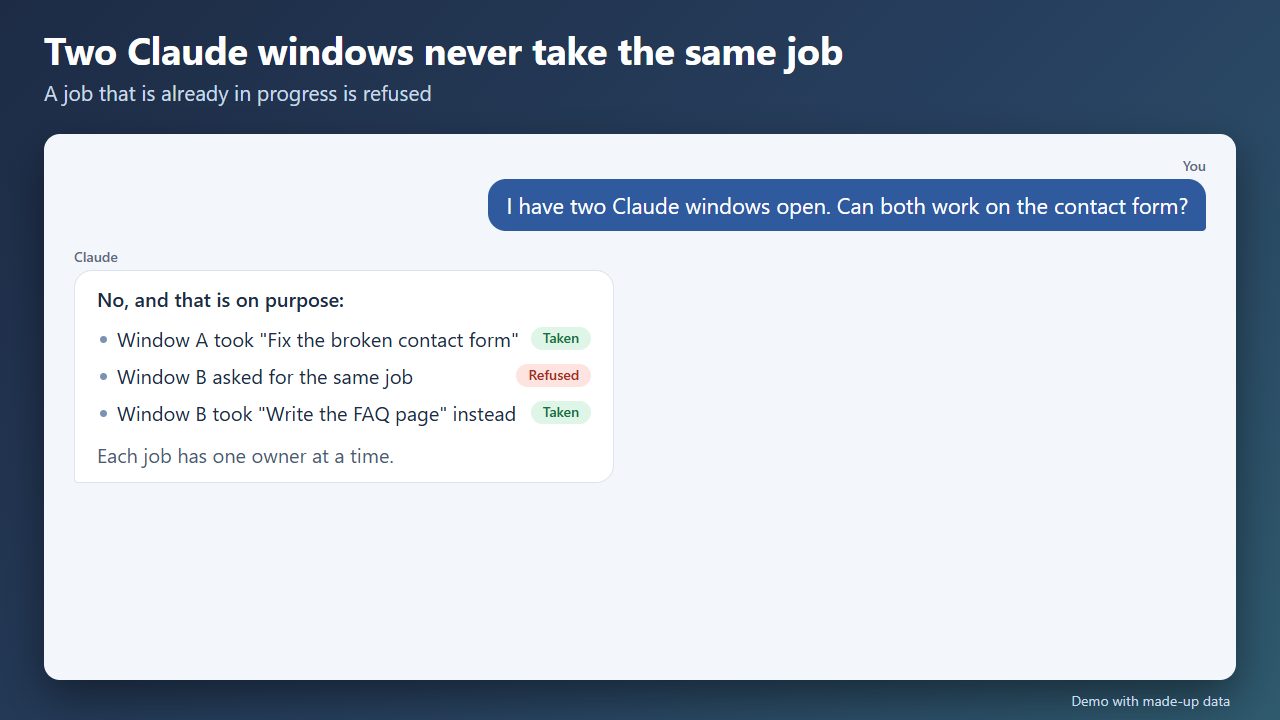 Two Claude windows never take the same job
A job that is already in progress is refused
You
I have two Claude windows open. Can both work on the contact form?
Claude
No, and that is on purpose:
• Window A took "Fix the broken contact form" Taken
• Window B asked for the same job Refused
• Window B took "Write the FAQ page" instead Taken
Each job has one owner at a time.
Demo with made-up data